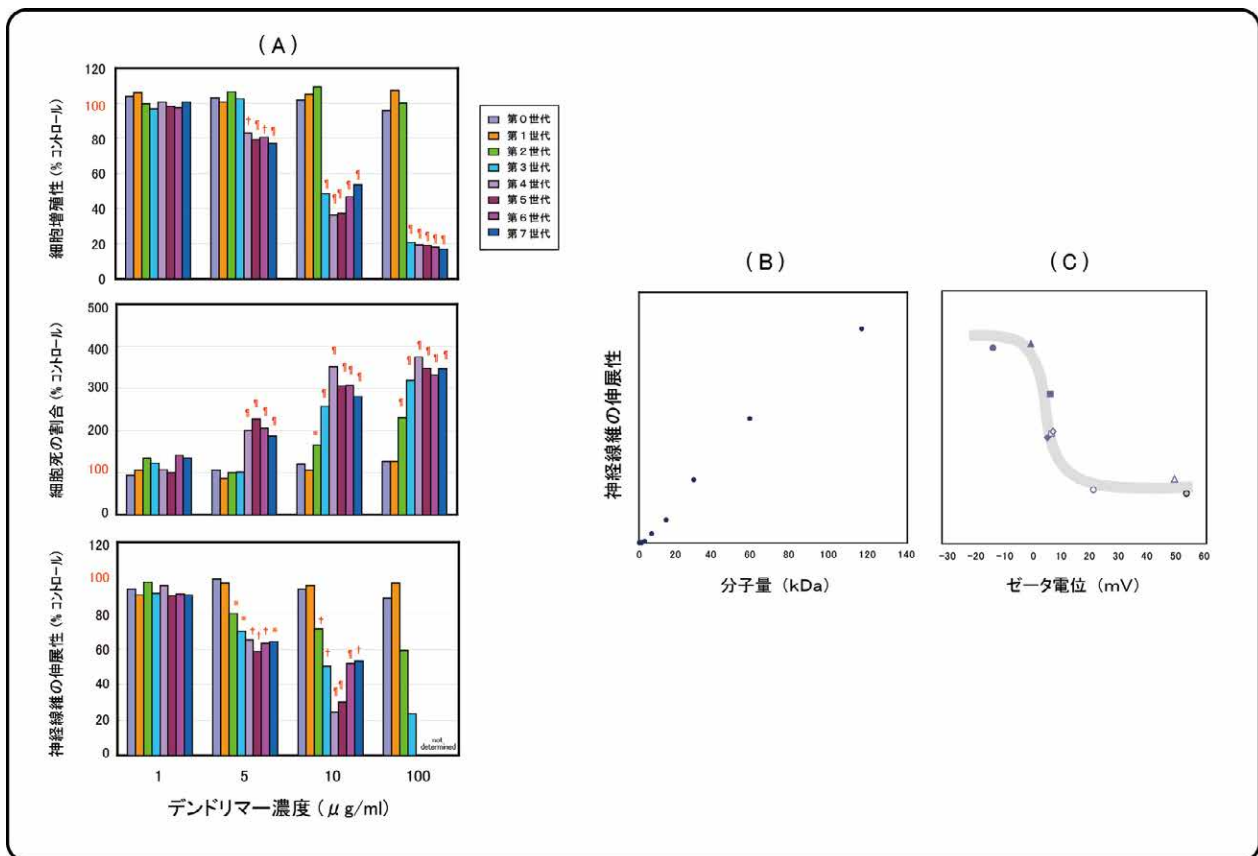 (A)
細胞増殖性 (% コントロール)
120
100
80
60
40
20
0
† ¶ † ¶
¶ ¶ ¶ ¶ ¶
¶ ¶ ¶ ¶ ¶
第0世代
第1世代
第2世代
第3世代
第4世代
第5世代
第6世代
第7世代
細胞死の割合 (% コントロール)
500
400
300
200
100
0
¶ ¶ ¶ ¶
* ¶ ¶ ¶ ¶ ¶
¶ ¶ ¶ ¶ ¶ ¶
神経線維の伸展性 (% コントロール)
120
100
80
60
40
20
0
* * † † † *
† † ¶ ¶ ¶ †
not
determined
1 5 10 100
デンドリマー濃度 (μg/ml)
(B)
神経線維の伸展性
0 20 40 60 80 100 120 140
分子量 (kDa)
(C)
-30 -20 -10 0 10 20 30 40 50 60
ゼータ電位 (mV)